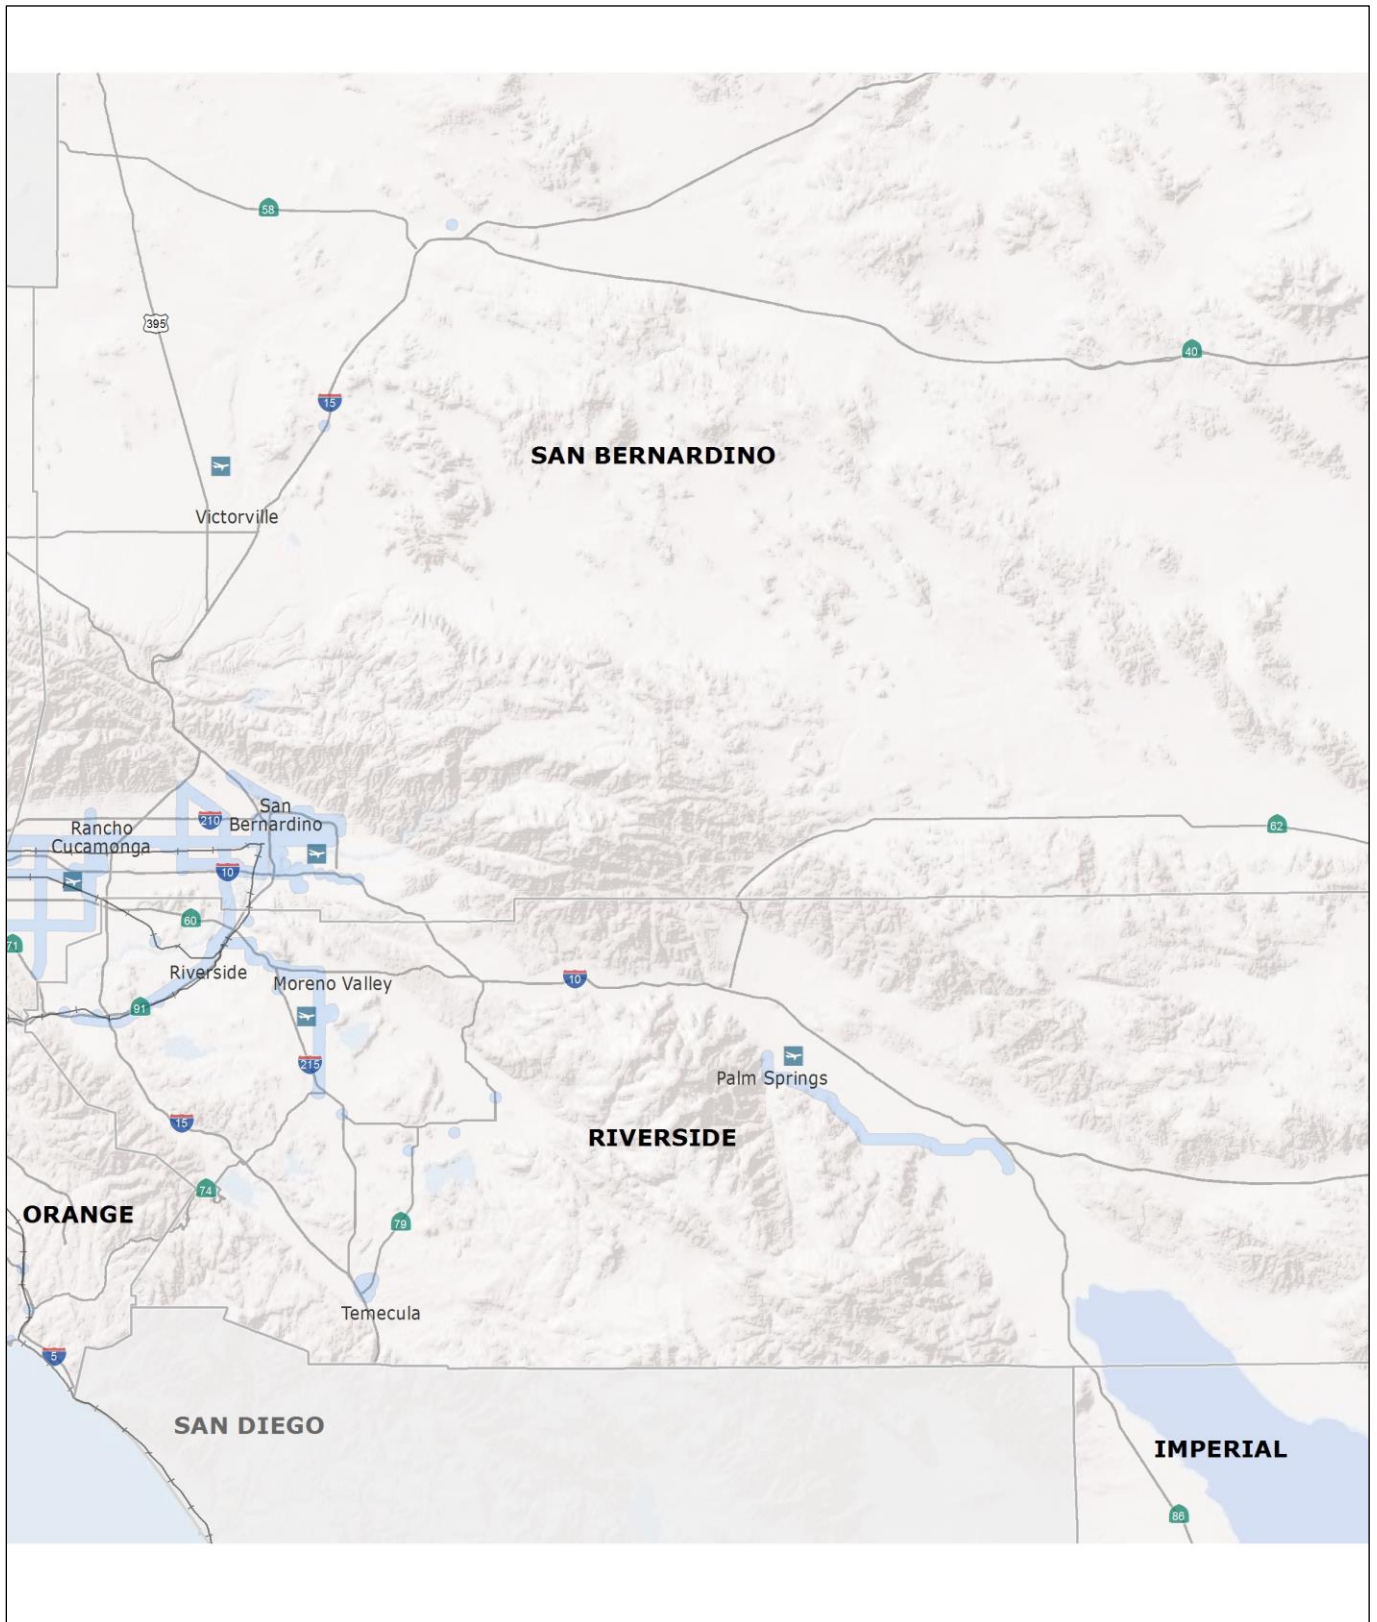 58
395
40
15
SAN BERNARDINO
Victorville
San
Bernardino
210
Rancho
Cucamonga
62
10
60
71
Riverside
Moreno Valley
10
91
215
Palm Springs
15
RIVERSIDE
74
ORANGE
79
Temecula
5
SAN DIEGO
IMPERIAL
86